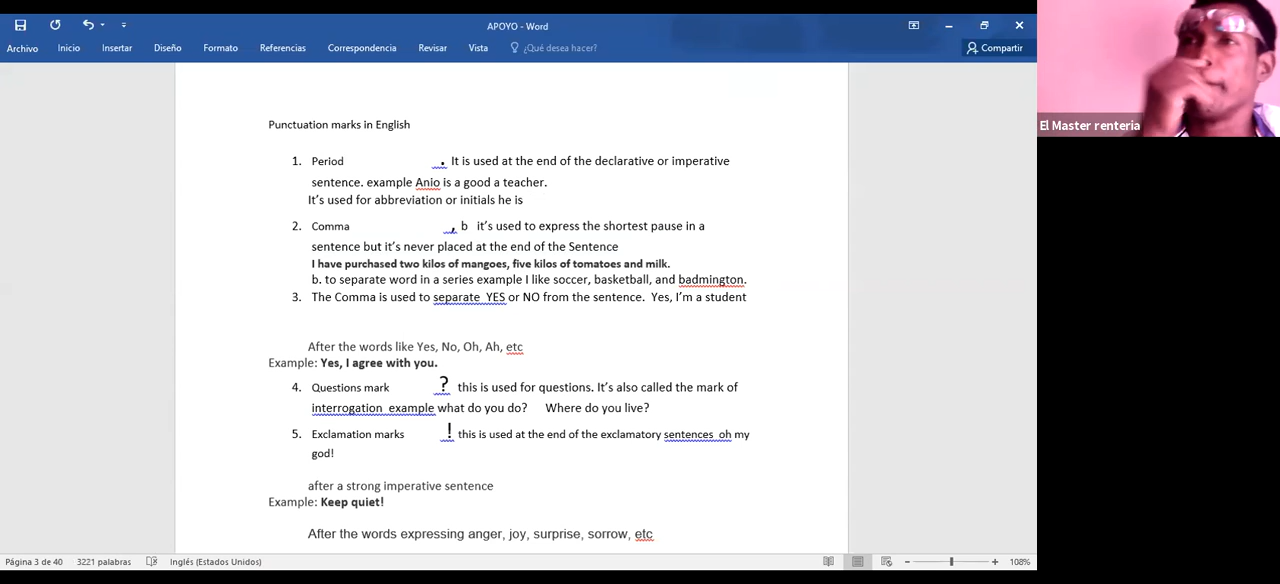 APOYO - Word
Archivo Inicio Insertar Diseño Formato Referencias Correspondencia Revisar Vista ¿Qué desea hacer? Compartir
El Master renteria
Punctuation marks in English
1. Period . It is used at the end of the declarative or imperative
sentence. example Anio is a good a teacher.
It's used for abbreviation or initials he is
2. Comma , b it's used to express the shortest pause in a
sentence but it's never placed at the end of the Sentence
I have purchased two kilos of mangoes, five kilos of tomatoes and milk.
b. to separate word in a series example I like soccer, basketball, and badmington.
3. The Comma is used to separate YES or NO from the sentence. Yes, I'm a student
After the words like Yes, No, Oh, Ah, etc
Example: Yes, I agree with you.
4. Questions mark ? this is used for questions. It's also called the mark of
interrogation example what do you do? Where do you live?
5. Exclamation marks ! this is used at the end of the exclamatory sentences oh my
god!
after a strong imperative sentence
Example: Keep quiet!
After the words expressing anger, joy, surprise, sorrow, etc
Página 3 de 40 3221 palabras Inglés (Estados Unidos) 108%